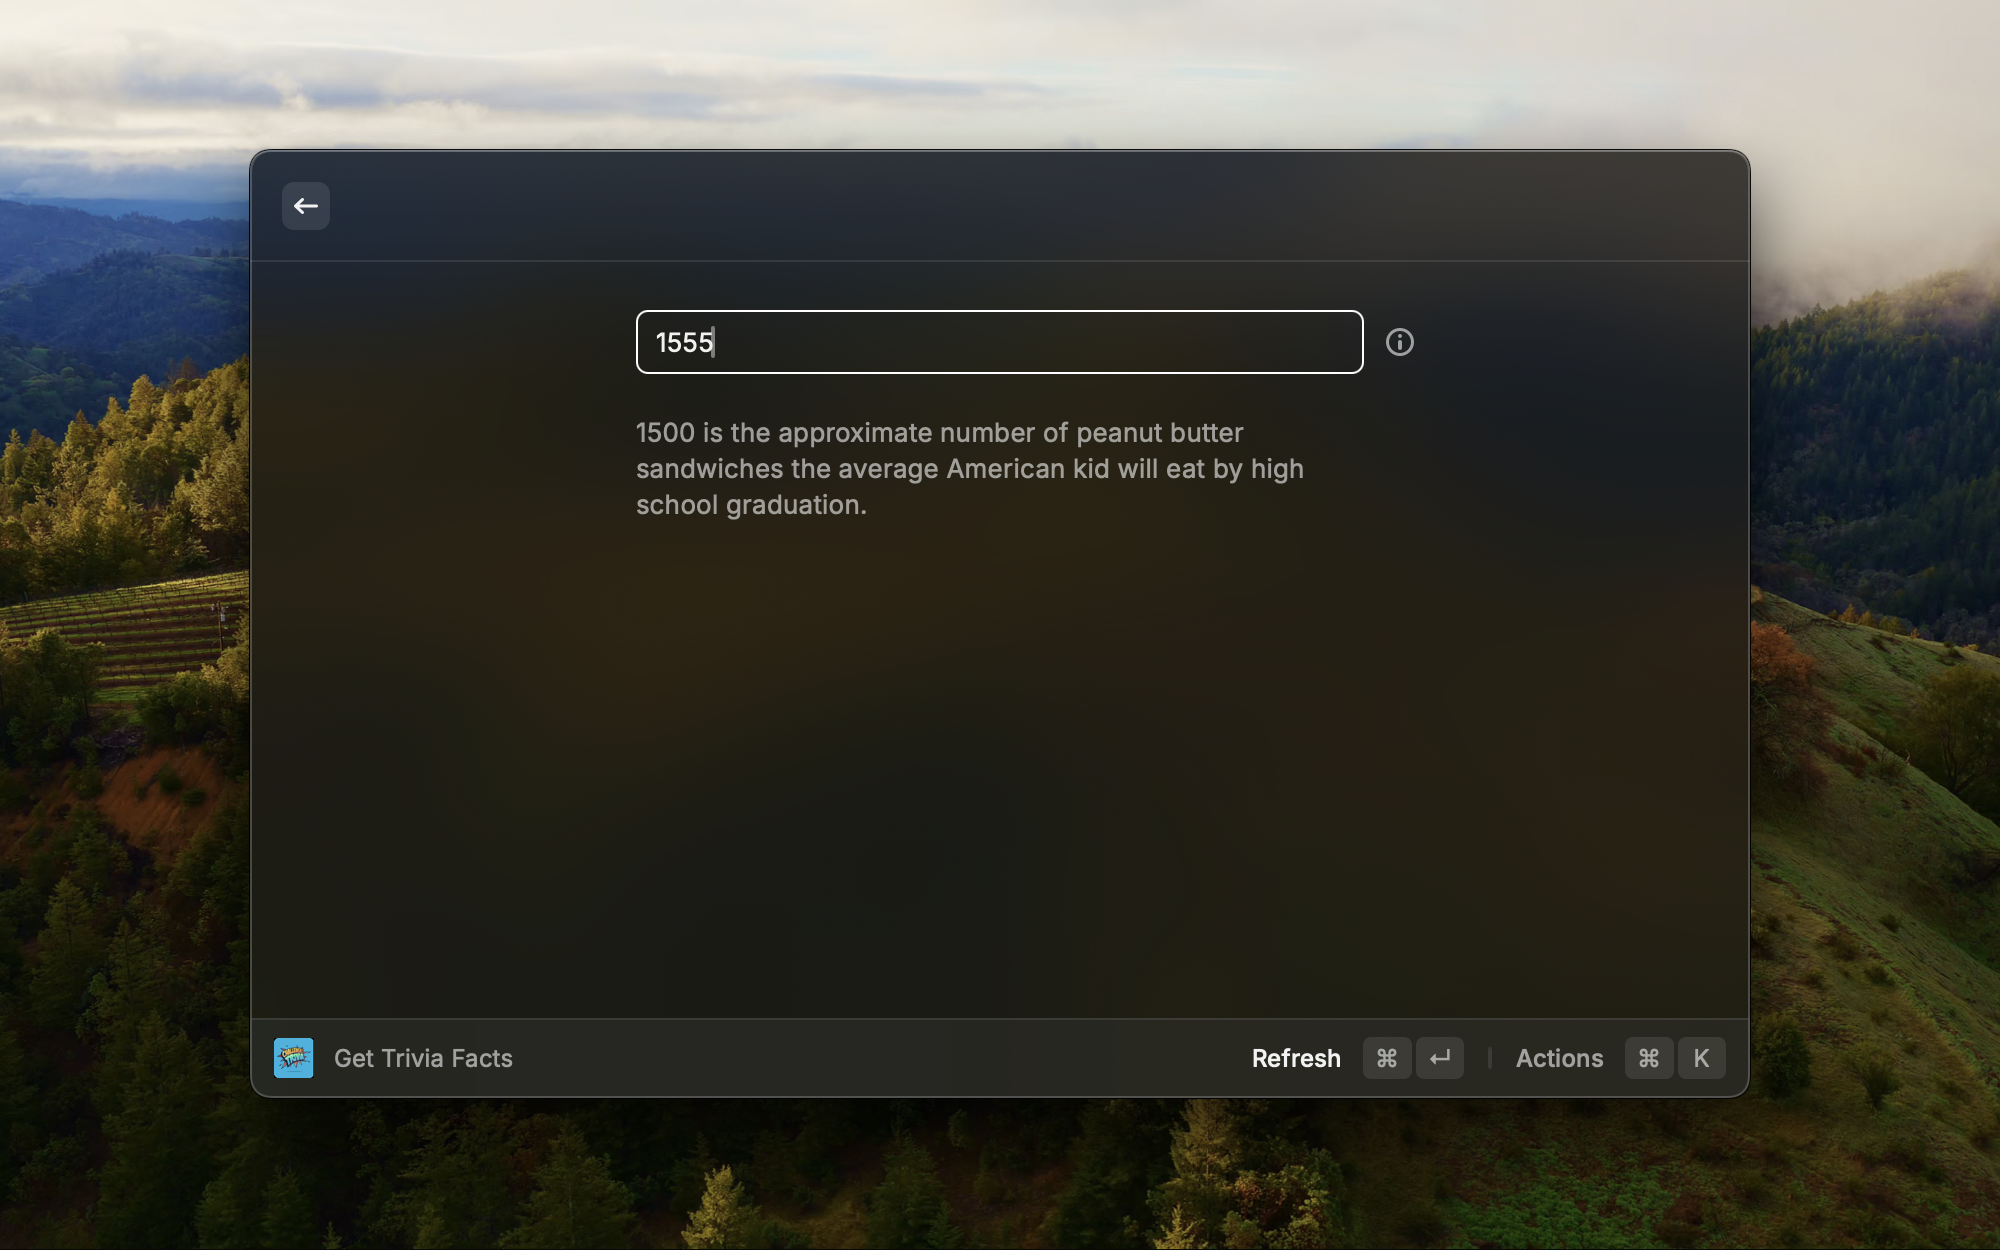 1555
1500 is the approximate number of peanut butter
sandwiches the average American kid will eat by high
school graduation.
Get Trivia Facts
Refresh ⌘ ↵ Actions ⌘ K